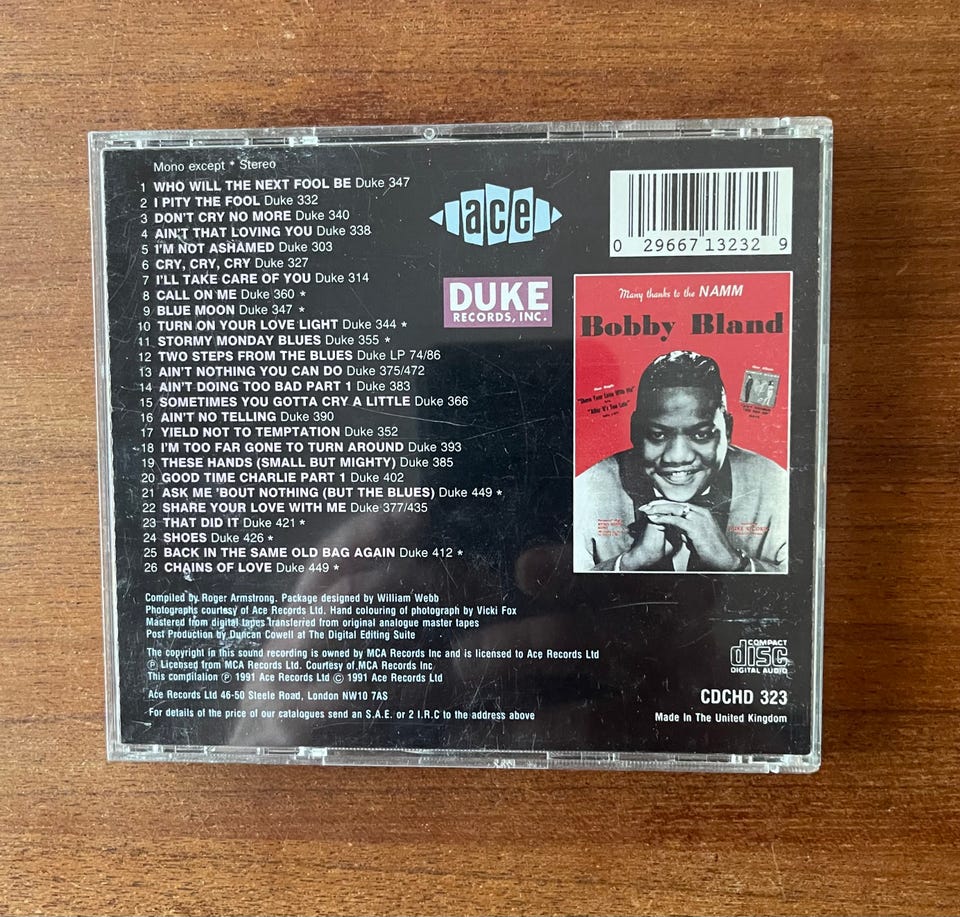 Mono except * Stereo
1 WHO WILL THE NEXT FOOL BE Duke 347
2 I PITY THE FOOL Duke 332
3 DON'T CRY NO MORE Duke 340
4 AIN'T THAT LOVING YOU Duke 338
5 I'M NOT ASHAMED Duke 303
6 CRY, CRY, CRY Duke 327
7 I'LL TAKE CARE OF YOU Duke 314
8 CALL ON ME Duke 360 *
9 BLUE MOON Duke 347 *
10 TURN ON YOUR LOVE LIGHT Duke 344 *
11 STORMY MONDAY BLUES Duke 355 *
12 TWO STEPS FROM THE BLUES Duke LP 74/86
13 AIN'T NOTHING YOU CAN DO Duke 375/472
14 AIN'T DOING TOO BAD PART 1 Duke 383
15 SOMETIMES YOU GOTTA CRY A LITTLE Duke 366
16 AIN'T NO TELLING Duke 390
17 YIELD NOT TO TEMPTATION Duke 352
18 I'M TOO FAR GONE TO TURN AROUND Duke 393
19 THESE HANDS (SMALL BUT MIGHTY) Duke 385
20 GOOD TIME CHARLIE PART 1 Duke 402
21 ASK ME 'BOUT NOTHING (BUT THE BLUES) Duke 449 *
22 SHARE YOUR LOVE WITH ME Duke 377/435
23 THAT DID IT Duke 421 *
24 SHOES Duke 426 *
25 BACK IN THE SAME OLD BAG AGAIN Duke 412 *
26 CHAINS OF LOVE Duke 449 *
Compiled by Roger Armstrong. Package designed by William Webb
Photographs courtesy of Ace Records Ltd. Hand colouring of photograph by Vicki Fox
Mastered from digital tapes transferred from original analogue master tapes
Post Production by Duncan Cowell at The Digital Editing Suite
The copyright in this sound recording is owned by MCA Records Inc and is licensed to Ace Records Ltd
Ⓟ Licensed from MCA Records Ltd. Courtesy of MCA Records Inc
This compilation Ⓟ 1991 Ace Records Ltd © 1991 Ace Records Ltd
Ace Records Ltd 46-50 Steele Road, London NW10 7AS
For details of the price of our catalogues send an S.A.E. or 2 I.R.C to the address above
ace
DUKE
RECORDS, INC.
0 29667 13232 9
Many thanks to the NAMM
Bobby Bland
"Share Your Love With Me"
"After It's Too Late"
COMPACT
disc
DIGITAL AUDIO
CDCHD 323
Made In The United Kingdom